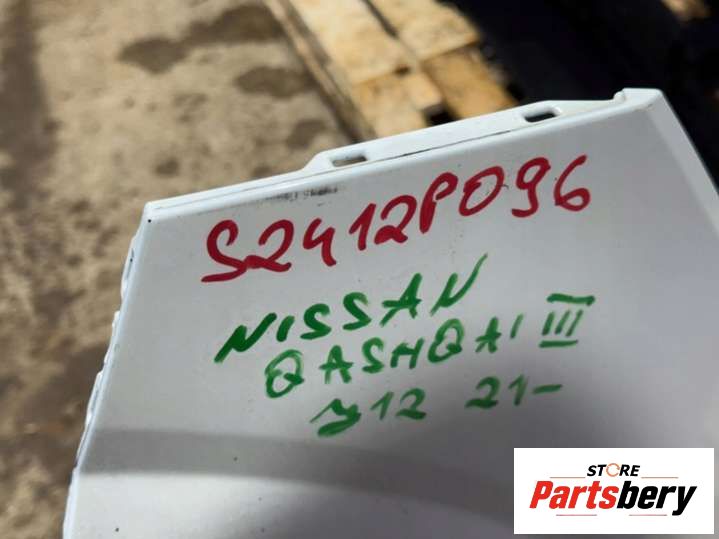 S2412P096
NISSAN
QASHQAI III
J12 21-
STORE
Partsbery